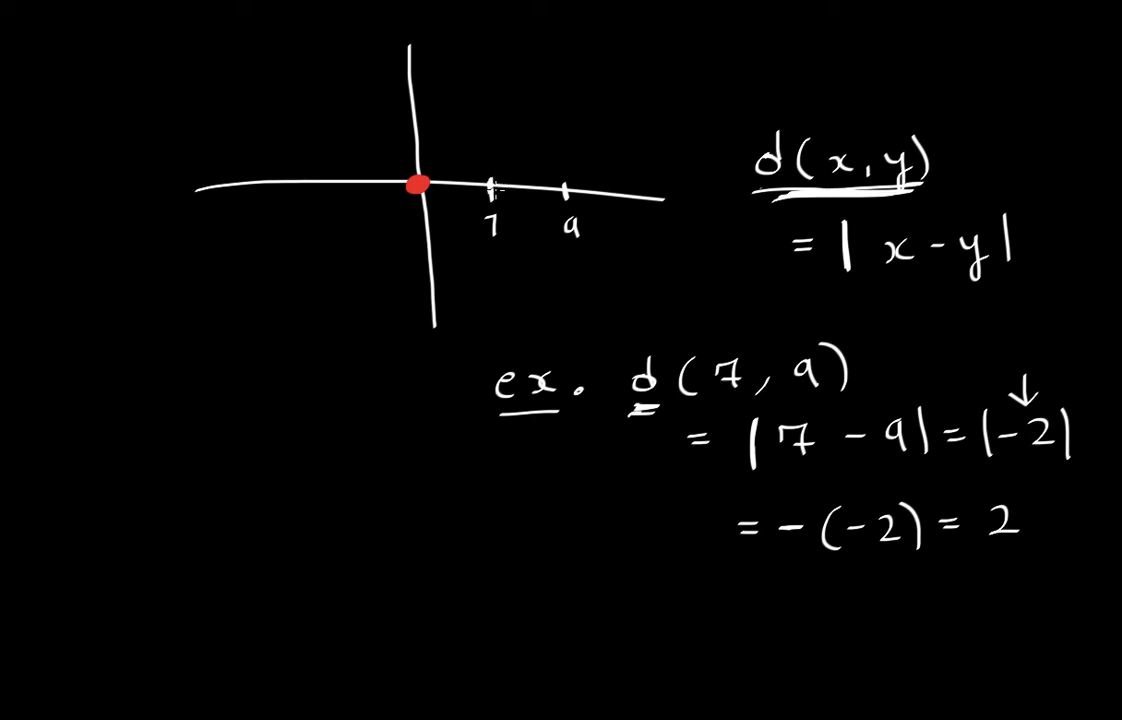 d(x,y)
= |x-y|
7 9
ex. d(7,9)
= |7-9| = |-2|
= -(-2) = 2